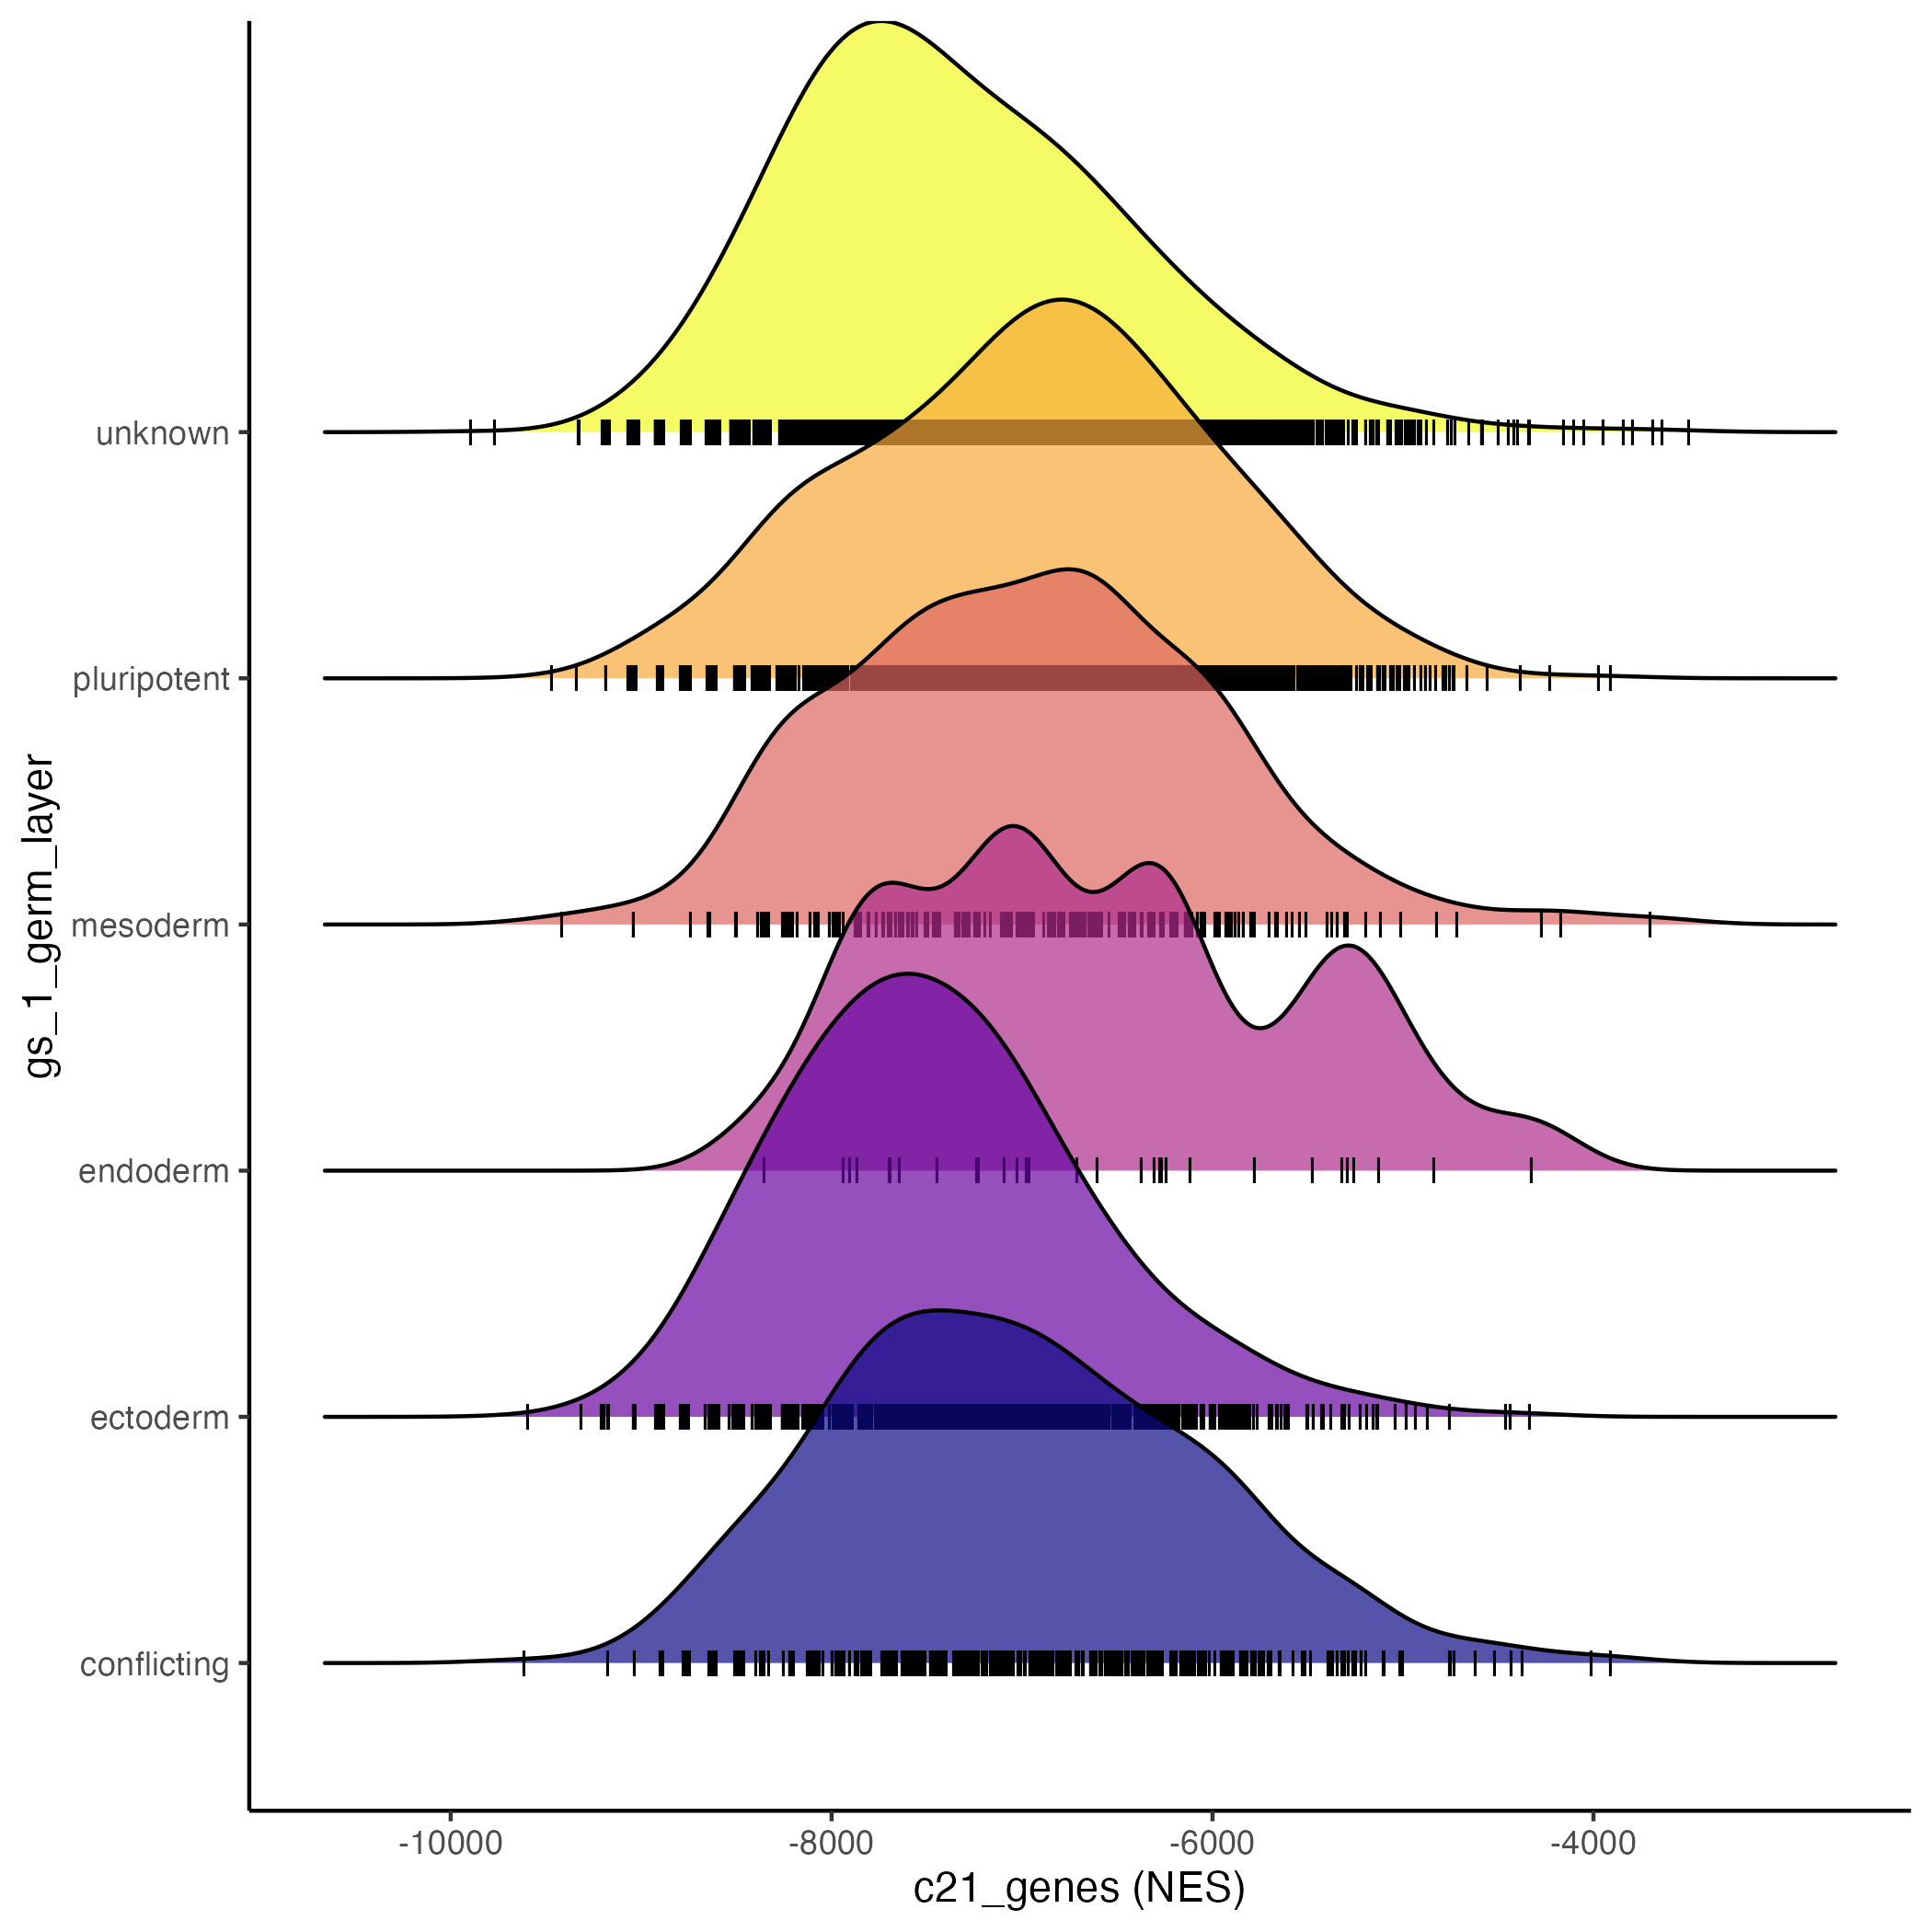 gs_1_germ_layer
unknown
pluripotent
mesoderm
endoderm
ectoderm
conflicting
-10000 -8000 -6000 -4000
c21_genes (NES)